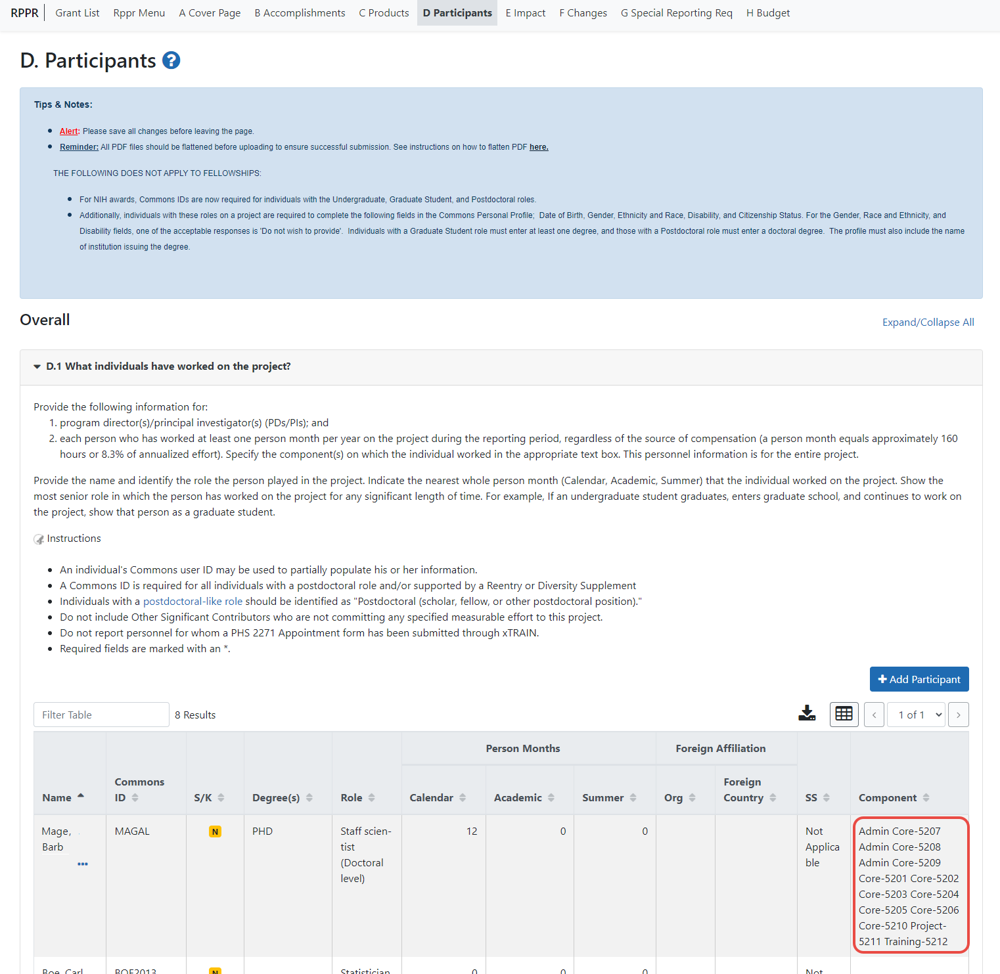 RPPR Grant List Rppr Menu A Cover Page B Accomplishments C Products D Participants E Impact F Changes G Special Reporting Req H Budget
D. Participants ?
Tips & Notes:
Alert: Please save all changes before leaving the page.
Reminder: All PDF files should be flattened before uploading to ensure successful submission. See instructions on how to flatten PDF here.
THE FOLLOWING DOES NOT APPLY TO FELLOWSHIPS:
For NIH awards, Commons IDs are now required for individuals with the Undergraduate, Graduate Student, and Postdoctoral roles.
Additionally, individuals with these roles on a project are required to complete the following fields in the Commons Personal Profile; Date of Birth, Gender, Ethnicity and Race, Disability, and Citizenship Status. For the Gender, Race and Ethnicity, and
Disability fields, one of the acceptable responses is 'Do not wish to provide'. Individuals with a Graduate Student role must enter at least one degree, and those with a Postdoctoral role must enter a doctoral degree. The profile must also include the name
of institution issuing the degree.
Overall
Expand/Collapse All
D.1 What individuals have worked on the project?
Provide the following information for:
1. program director(s)/principal investigator(s) (PDs/PIs); and
2. each person who has worked at least one person month per year on the project during the reporting period, regardless of the source of compensation (a person month equals approximately 160
hours or 8.3% of annualized effort). Specify the component(s) on which the individual worked in the appropriate text box. This personnel information is for the entire project.
Provide the name and identify the role the person played in the project. Indicate the nearest whole person month (Calendar, Academic, Summer) that the individual worked on the project. Show the
most senior role in which the person has worked on the project for any significant length of time. For example, If an undergraduate student graduates, enters graduate school, and continues to work on
the project, show that person as a graduate student.
Instructions
An individual's Commons user ID may be used to partially populate his or her information.
A Commons ID is required for all individuals with a postdoctoral role and/or supported by a Reentry or Diversity Supplement
Individuals with a postdoctoral-like role should be identified as "Postdoctoral (scholar, fellow, or other postdoctoral position)."
Do not include Other Significant Contributors who are not committing any specified measurable effort to this project.
Do not report personnel for whom a PHS 2271 Appointment form has been submitted through xTRAIN.
Required fields are marked with an *.
+ Add Participant
Filter Table 8 Results < 1 of 1 >
Person Months Foreign Affiliation
Commons Foreign
Name ID S/K Degree(s) Role Calendar Academic Summer Org Country SS Component
Mage, MAGAL N PHD Staff scien- 12 0 0 Not Admin Core-5207
Barb tist Applica Admin Core-5208
... (Doctoral ble Admin Core-5209
level) Core-5201 Core-5202
Core-5203 Core-5204
Core-5205 Core-5206
Core-5210 Project-
5211 Training-5212
Boe, Carl BOE2013 N Statistician 0 0 0 Not